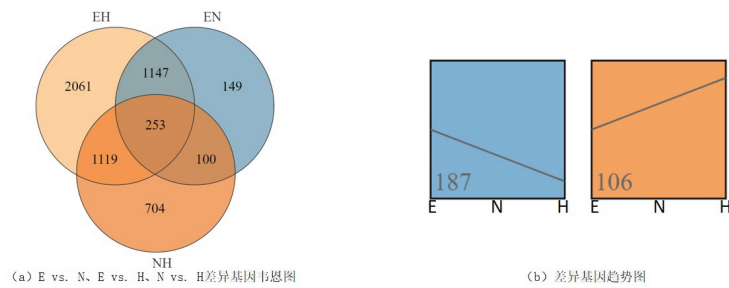 EH EN
2061 1147 149
253
1119 100
704
NH
187 106
E N H E N H
(a) E vs. N、E vs. H、N vs. H差异基因韦恩图
(b) 差异基因趋势图